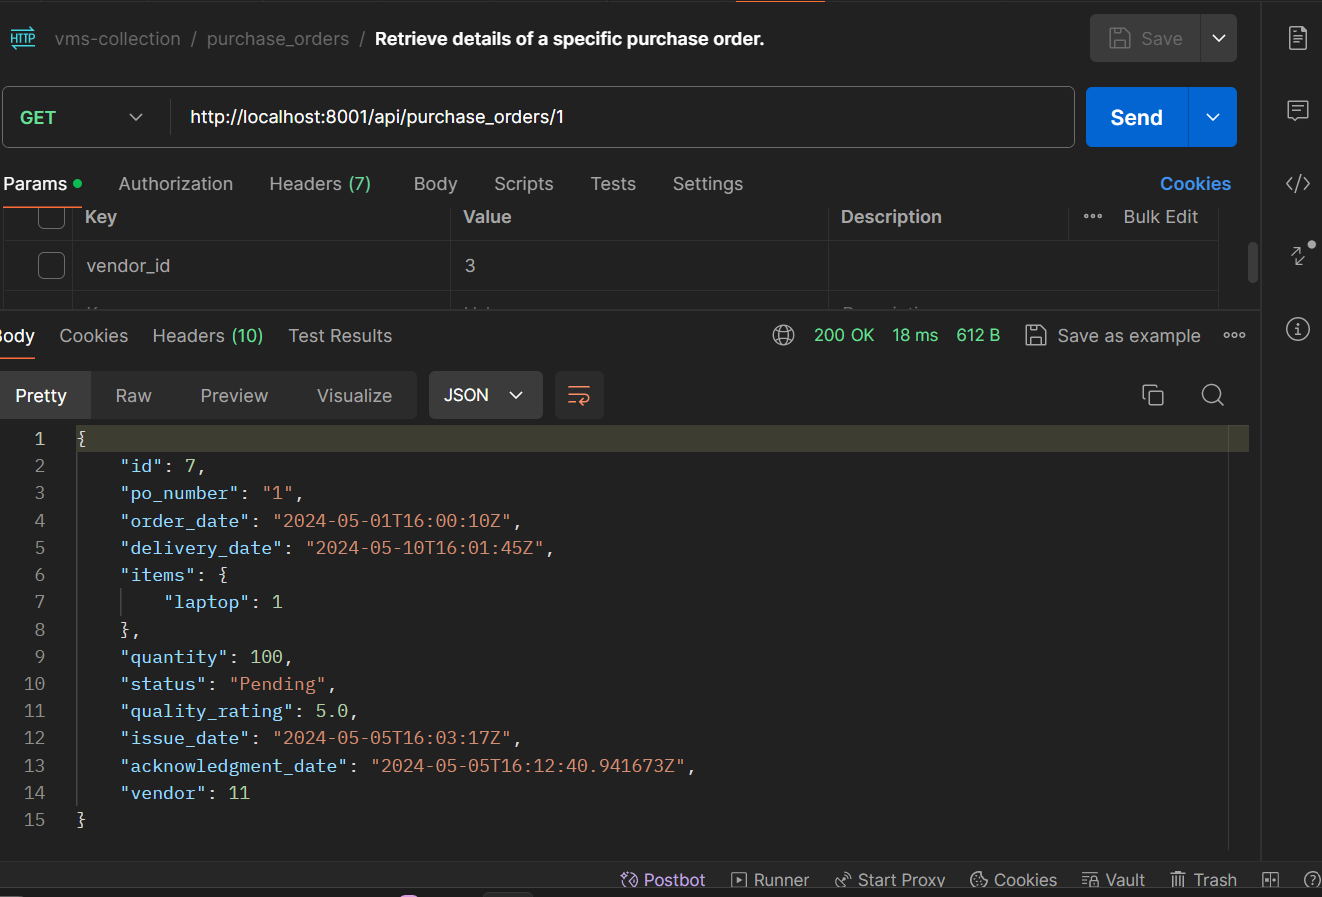 HTTP vms-collection / purchase_orders / Retrieve details of a specific purchase order. Save
GET http://localhost:8001/api/purchase_orders/1 Send
Params Authorization Headers (7) Body Scripts Tests Settings Cookies
Key Value Description Bulk Edit
vendor_id 3
Body Cookies Headers (10) Test Results 200 OK 18 ms 612 B Save as example
Pretty Raw Preview Visualize JSON
1 {
2 "id": 7,
3 "po_number": "1",
4 "order_date": "2024-05-01T16:00:10Z",
5 "delivery_date": "2024-05-10T16:01:45Z",
6 "items": {
7 "laptop": 1
8 },
9 "quantity": 100,
10 "status": "Pending",
11 "quality_rating": 5.0,
12 "issue_date": "2024-05-05T16:03:17Z",
13 "acknowledgment_date": "2024-05-05T16:12:40.941673Z",
14 "vendor": 11
15 }
Postbot Runner Start Proxy Cookies Vault Trash